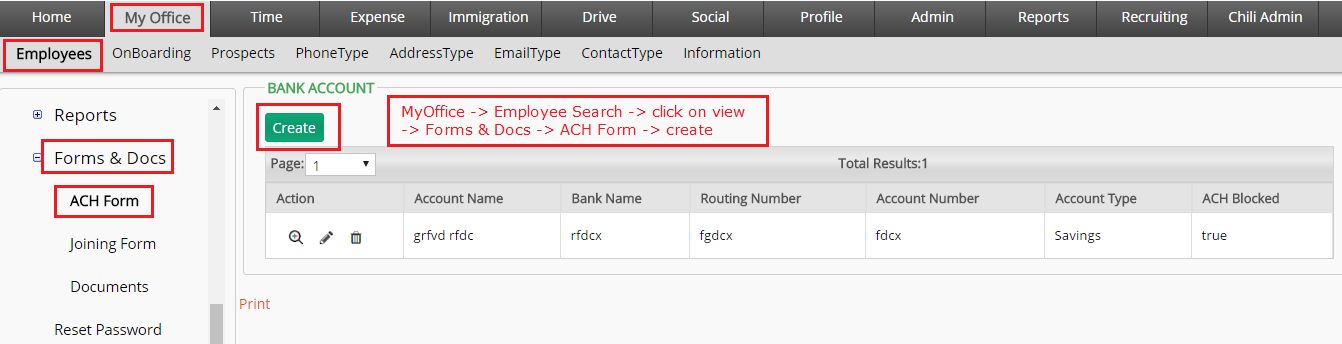 Home My Office Time Expense Immigration Drive Social Profile Admin Reports Recruiting Chili Admin
Employees OnBoarding Prospects PhoneType AddressType EmailType ContactType Information
Reports
Forms & Docs
ACH Form
Joining Form
Documents
Reset Password
BANK ACCOUNT
Create
MyOffice -> Employee Search -> click on view
-> Forms & Docs -> ACH Form -> create
Page: 1 Total Results:1
Action Account Name Bank Name Routing Number Account Number Account Type ACH Blocked
grfvd rfdc rfdcx fgdcx fdcx Savings true
Print